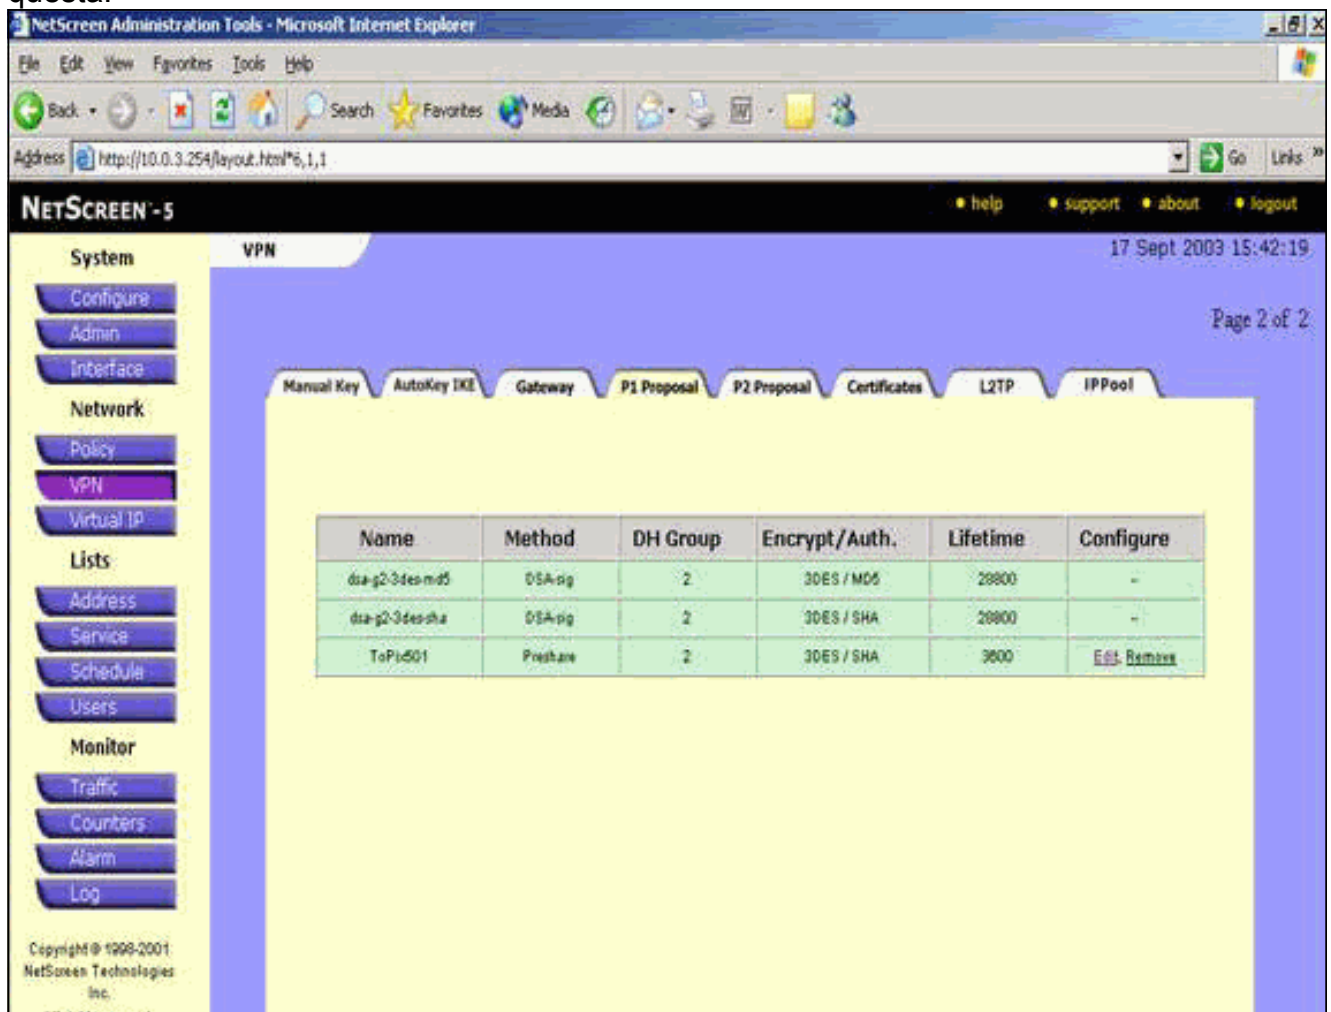 questa:
NetScreen Administration Tools - Microsoft Internet Explorer
File Edit View Favorites Tools Help
Back Search Favorites Media
Address http://10.0.3.254/layout.html*6,1,1 Go Links »
NETSCREEN-5
help support about logout
System
Configure
Admin
Interface
Network
Policy
VPN
Virtual IP
Lists
Address
Service
Schedule
Users
Monitor
Traffic
Counters
Alarm
Log
Copyright © 1998-2001
NetScreen Technologies
Inc.
VPN
17 Sept 2003 15:42:19
Page 2 of 2
Manual Key AutoKey IKE Gateway P1 Proposal P2 Proposal Certificates L2TP IPPool
Name Method DH Group Encrypt/Auth. Lifetime Configure
dsa-g2-3des-md5 DSA-sig 2 3DES / MD5 28800 --
dsa-g2-3des-sha DSA-sig 2 3DES / SHA 28800 --
ToPix501 Preshare 2 3DES / SHA 3600 Edit, Remove